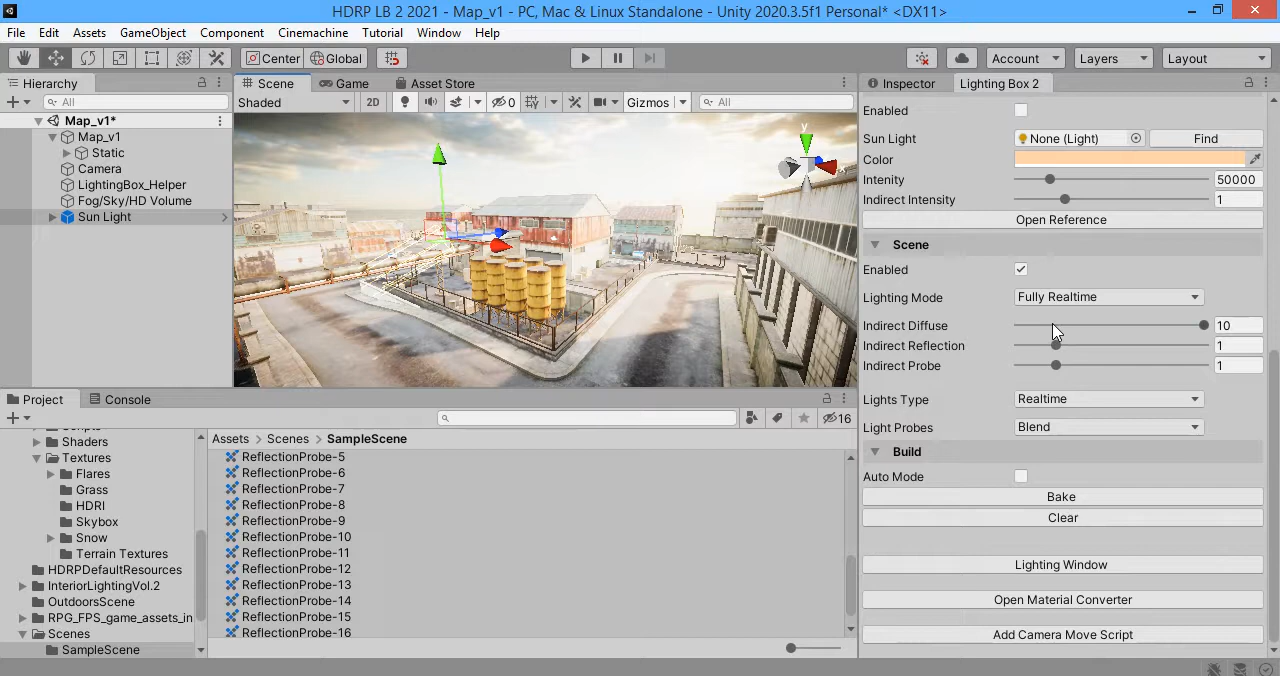 HDRP LB 2 2021 - Map_v1 - PC, Mac & Linux Standalone - Unity 2020.3.5f1 Personal* <DX11>
File Edit Assets GameObject Component Cinemachine Tutorial Window Help
Center Global Account Layers Layout
Hierarchy
All
Map_v1*
Map_v1
Static
Camera
LightingBox_Helper
Fog/Sky/HD Volume
Sun Light
Scene Game Asset Store
Shaded 2D 0 Gizmos All
y
Inspector Lighting Box 2
Enabled
Sun Light None (Light) Find
Color
Intenity 50000
Indirect Intensity 1
Open Reference
Scene
Enabled
Lighting Mode Fully Realtime
Indirect Diffuse 10
Indirect Reflection 1
Indirect Probe 1
Lights Type Realtime
Light Probes Blend
Build
Auto Mode
Bake
Clear
Lighting Window
Open Material Converter
Add Camera Move Script
Project Console
16
Shaders
Textures
Flares
Grass
HDRI
Skybox
Snow
Terrain Textures
HDRPDefaultResources
InteriorLightingVol.2
OutdoorsScene
RPG_FPS_game_assets_in
Scenes
SampleScene
Assets > Scenes > SampleScene
ReflectionProbe-5
ReflectionProbe-6
ReflectionProbe-7
ReflectionProbe-8
ReflectionProbe-9
ReflectionProbe-10
ReflectionProbe-11
ReflectionProbe-12
ReflectionProbe-13
ReflectionProbe-14
ReflectionProbe-15
ReflectionProbe-16